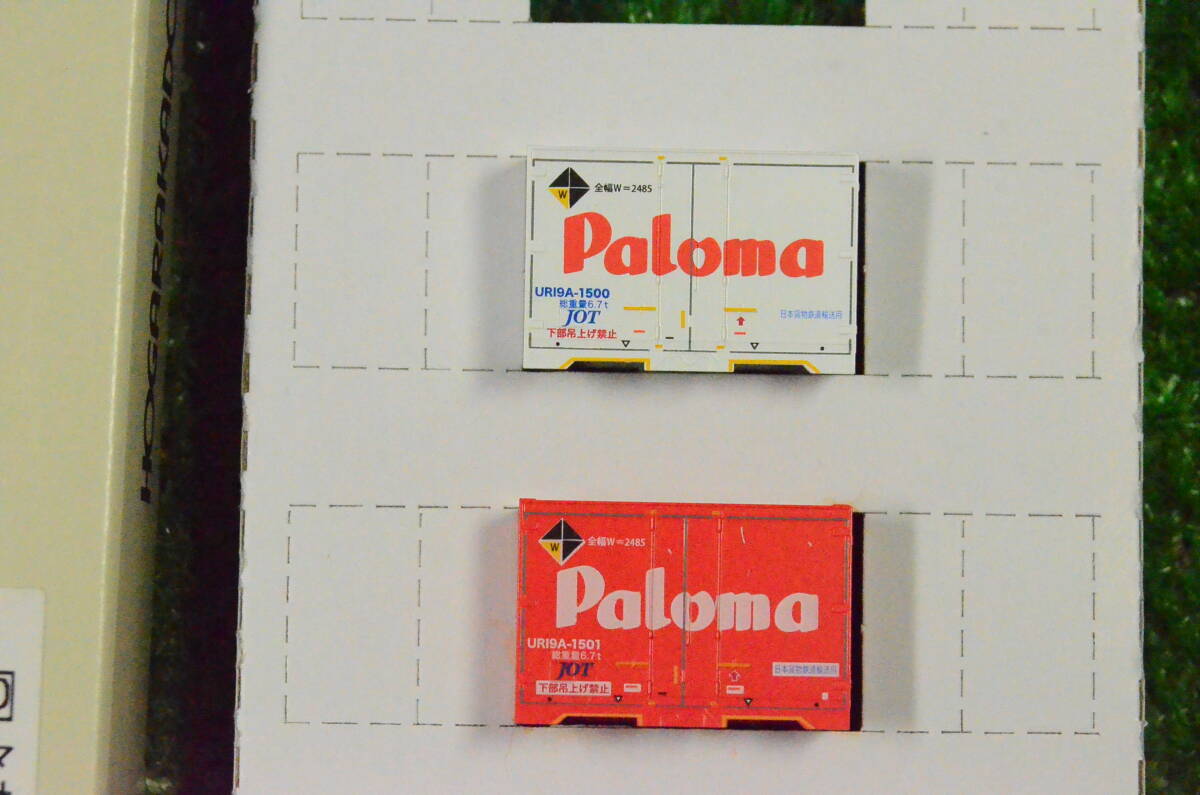 HOGARAKADO
全幅W=2485
W
Paloma
URI9A-1500
総重量6.7t
JOT
下部吊上げ禁止
日本貨物鉄道輸送用
全幅W=2485
W
Paloma
URI9A-1501
総重量6.7t
JOT
下部吊上げ禁止
日本貨物鉄道輸送用
マ